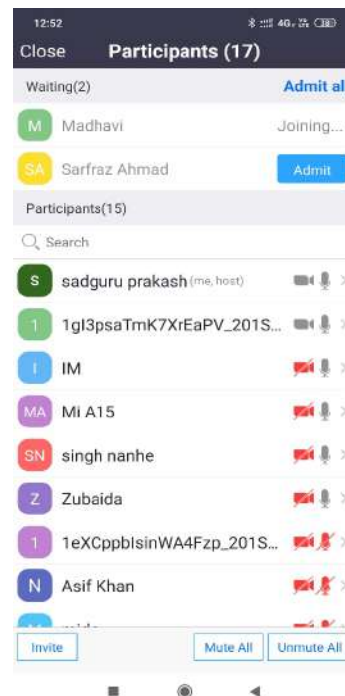 12:52 4G+
Close Participants (17)
Waiting(2) Admit al
M Madhavi Joining...
SA Sarfraz Ahmad Admit
Participants(15)
Search
S sadguru prakash (me, host)
1 1gl3psaTmK7XrEaPV_201S...
I IM
MA Mi A15
SN singh nanhe
Z Zubaida
1 1eXCppblsinWA4Fzp_201S...
N Asif Khan
Invite Mute All Unmute All